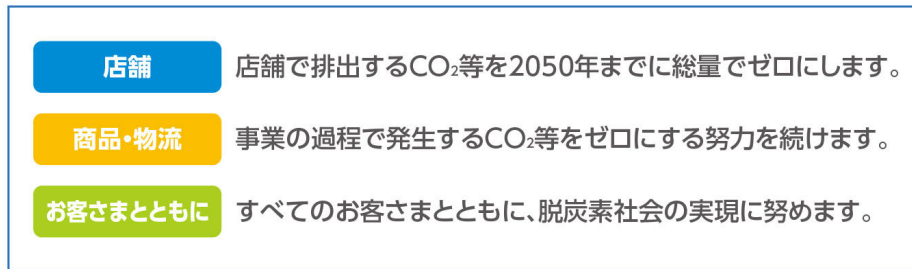 店舗 店舗で排出するCO₂等を2050年までに総量でゼロにします。
商品・物流 事業の過程で発生するCO₂等をゼロにする努力を続けます。
お客さまとともに すべてのお客さまとともに、脱炭素社会の実現に努めます。